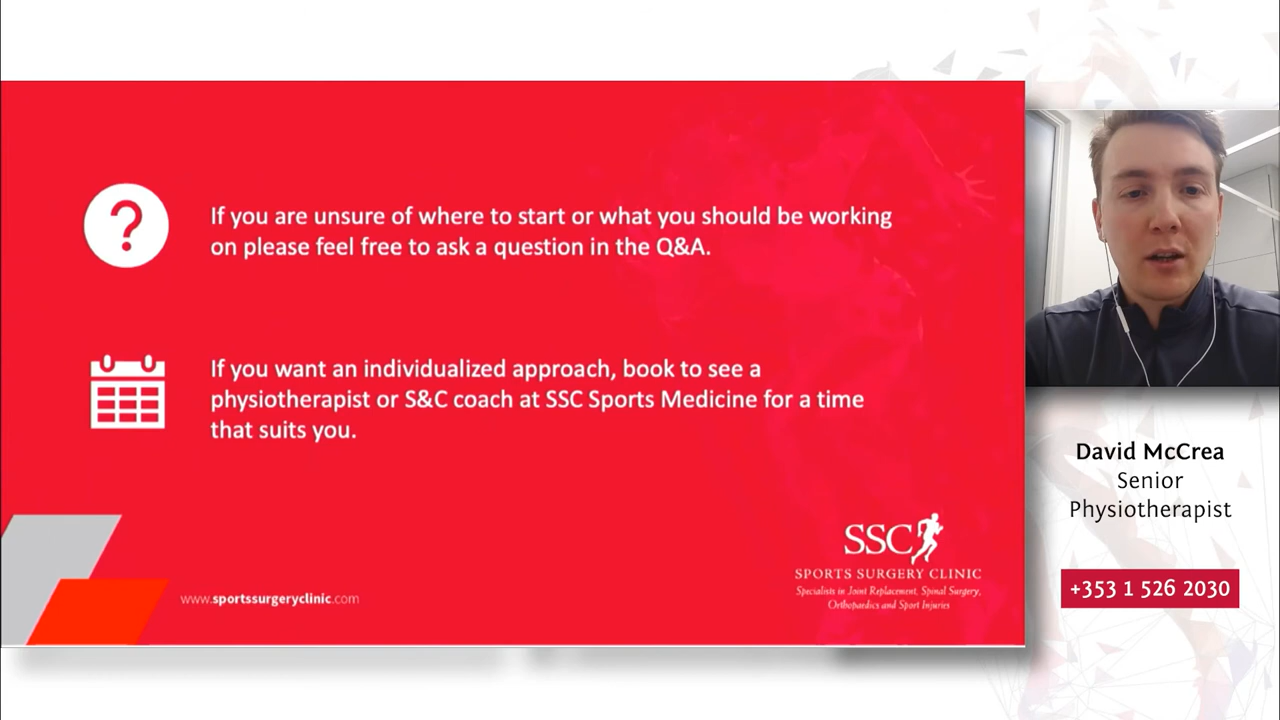 ?
If you are unsure of where to start or what you should be working
on please feel free to ask a question in the Q&A.
If you want an individualized approach, book to see a
physiotherapist or S&C coach at SSC Sports Medicine for a time
that suits you.
SSC
SPORTS SURGERY CLINIC
Specialists in Joint Replacement, Spinal Surgery,
Orthopaedics and Sport Injuries
www.sportssurgeryclinic.com
David McCrea
Senior
Physiotherapist
+353 1 526 2030